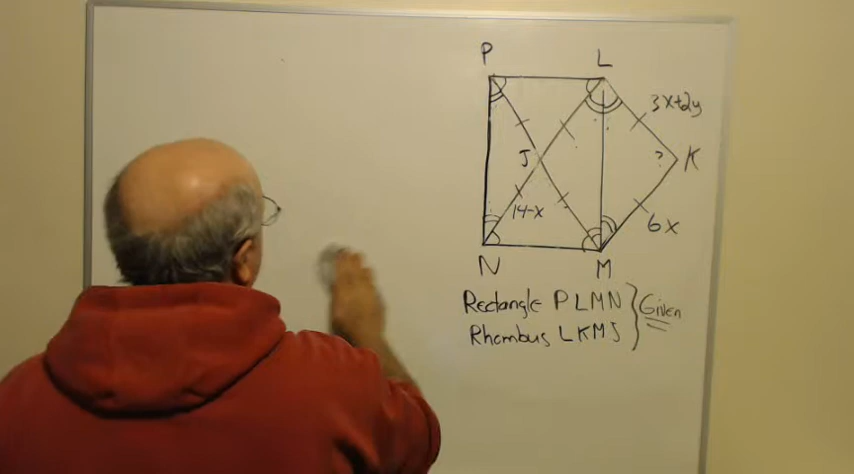 P L
3x+2y
J ? K
14-x 6x
N M
Rectangle PLMN
Rhombus LKMJ
Given